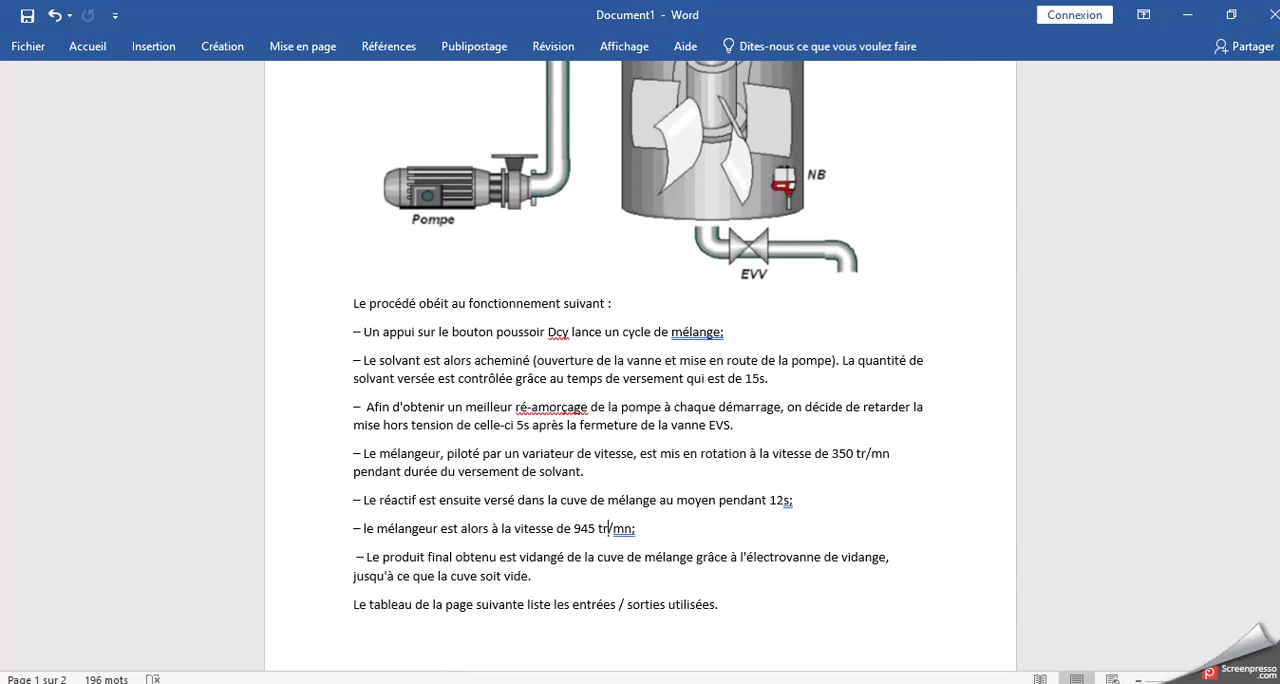 Document1 - Word
Connexion
Fichier Accueil Insertion Création Mise en page Références Publipostage Révision Affichage Aide Dites-nous ce que vous voulez faire Partager
NB
Pompe
EVV
Le procédé obéit au fonctionnement suivant :
– Un appui sur le bouton poussoir Dcy lance un cycle de mélange;
– Le solvant est alors acheminé (ouverture de la vanne et mise en route de la pompe). La quantité de
solvant versée est contrôlée grâce au temps de versement qui est de 15s.
– Afin d'obtenir un meilleur ré-amorçage de la pompe à chaque démarrage, on décide de retarder la
mise hors tension de celle-ci 5s après la fermeture de la vanne EVS.
– Le mélangeur, piloté par un variateur de vitesse, est mis en rotation à la vitesse de 350 tr/mn
pendant durée du versement de solvant.
– Le réactif est ensuite versé dans la cuve de mélange au moyen pendant 12s;
– le mélangeur est alors à la vitesse de 945 tr/mn;
– Le produit final obtenu est vidangé de la cuve de mélange grâce à l'électrovanne de vidange,
jusqu'à ce que la cuve soit vide.
Le tableau de la page suivante liste les entrées / sorties utilisées.
Page 1 sur 2 196 mots
Screenpresso
.com